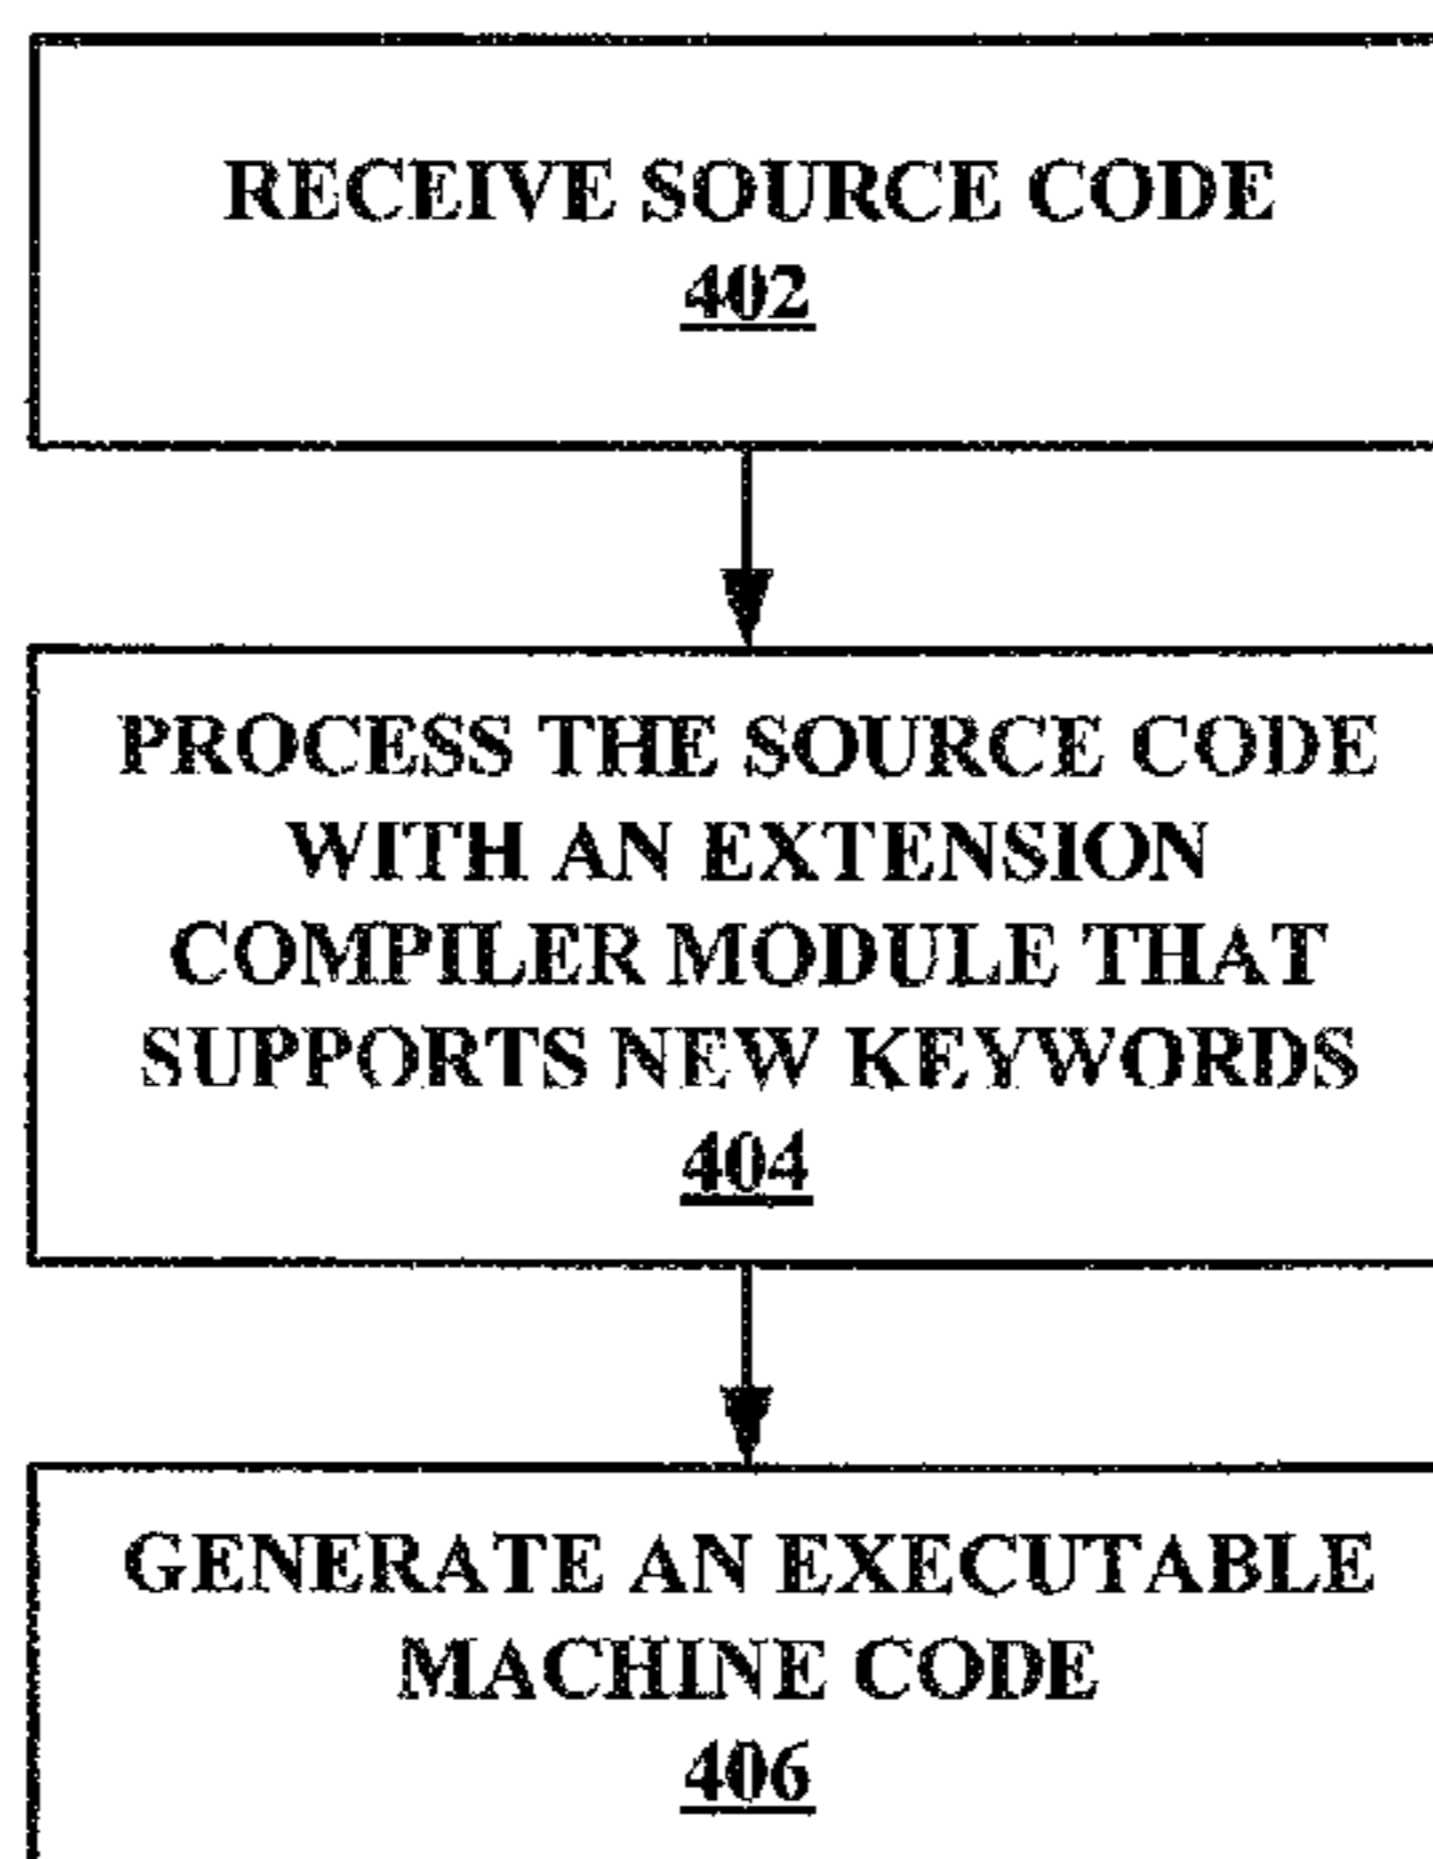 RECEIVE SOURCE CODE
402
PROCESS THE SOURCE CODE
WITH AN EXTENSION
COMPILER MODULE THAT
SUPPORTS NEW KEYWORDS
404
GENERATE AN EXECUTABLE
MACHINE CODE
406